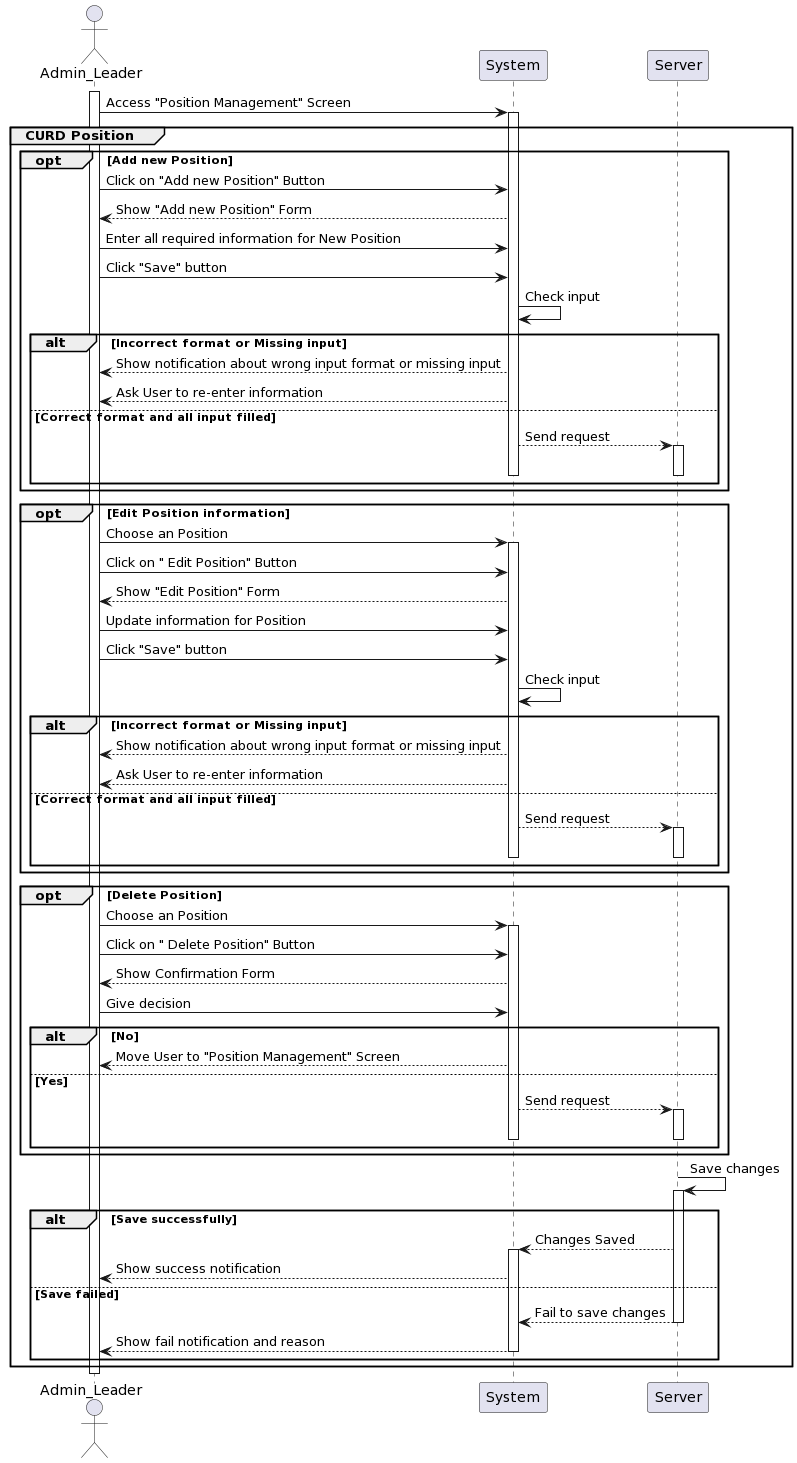 Admin_Leader
System
Server
Access "Position Management" Screen
CURD Position
opt [Add new Position]
Click on "Add new Position" Button
Show "Add new Position" Form
Enter all required information for New Position
Click "Save" button
Check input
alt [Incorrect format or Missing input]
Show notification about wrong input format or missing input
Ask User to re-enter information
[Correct format and all input filled]
Send request
opt [Edit Position information]
Choose an Position
Click on " Edit Position" Button
Show "Edit Position" Form
Update information for Position
Click "Save" button
Check input
alt [Incorrect format or Missing input]
Show notification about wrong input format or missing input
Ask User to re-enter information
[Correct format and all input filled]
Send request
opt [Delete Position]
Choose an Position
Click on " Delete Position" Button
Show Confirmation Form
Give decision
alt [No]
Move User to "Position Management" Screen
[Yes]
Send request
Save changes
alt [Save successfully]
Changes Saved
Show success notification
[Save failed]
Fail to save changes
Show fail notification and reason
Admin_Leader
System
Server